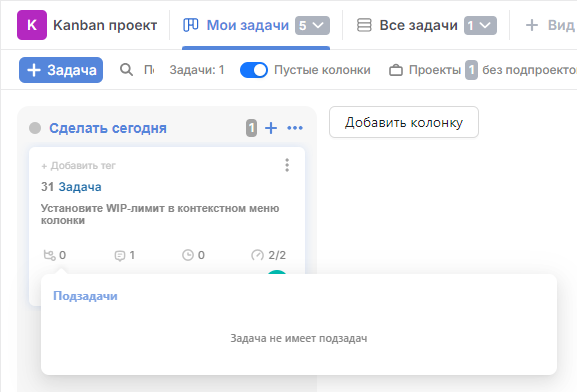 K Kanban проект Мои задачи 5 Все задачи 1 + Вид
+ Задача Задачи: 1 Пустые колонки Проекты 1 без подпроекто
Сделать сегодня 1 + ••• Добавить колонку
+ Добавить тег
31 Задача
Установите WIP-лимит в контекстном меню
колонки
0 1 0 2/2
Подзадачи
Задача не имеет подзадач